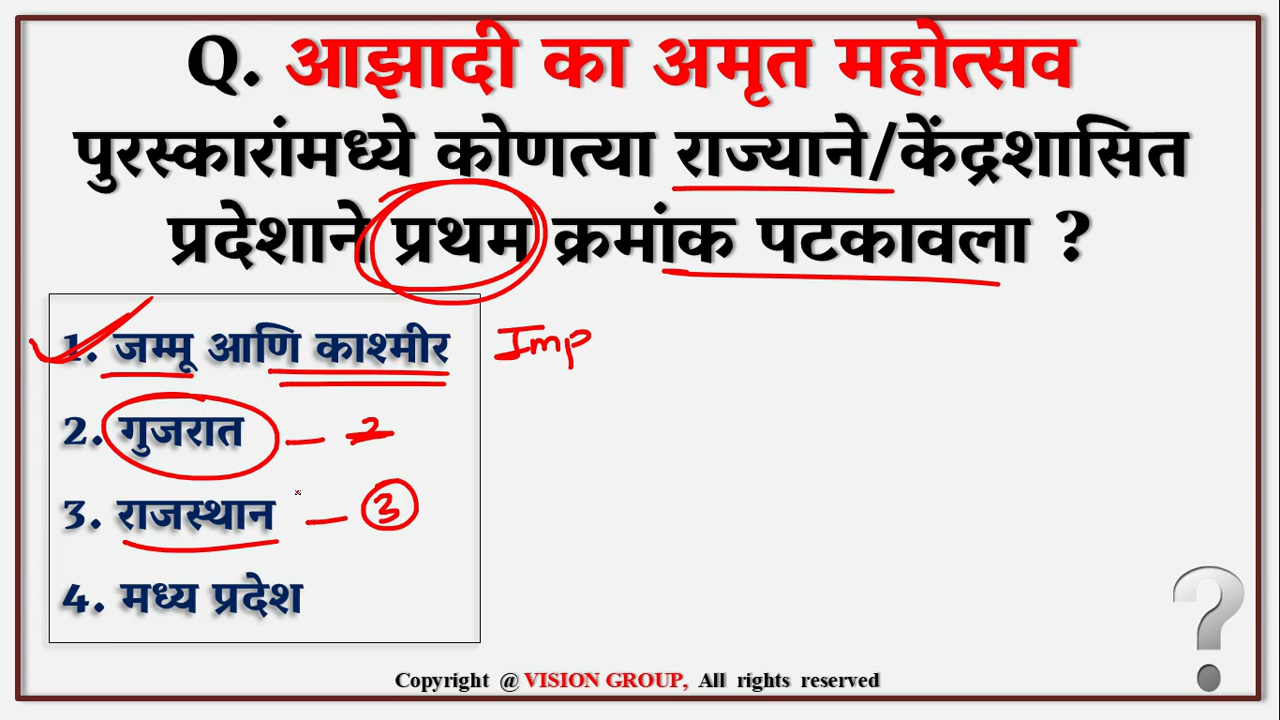 Q. आझादी का अमृत महोत्सव
पुरस्कारांमध्ये कोणत्या राज्याने/केंद्रशासित
प्रदेशाने प्रथम क्रमांक पटकावला ?
1. जम्मू आणि काश्मीर Imp
2. गुजरात – 2
3. राजस्थान – 3
4. मध्य प्रदेश
Copyright @ VISION GROUP, All rights reserved